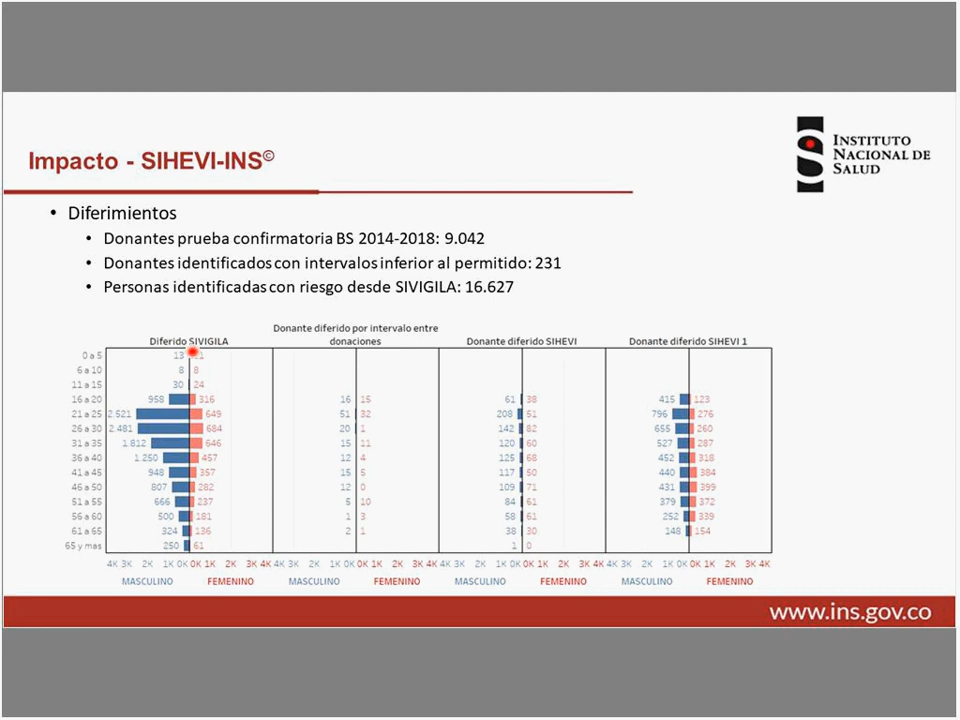 INSTITUTO
NACIONAL DE
SALUD
Impacto - SIHEVI-INS©
• Diferimientos
• Donantes prueba confirmatoria BS 2014-2018: 9.042
• Donantes identificados con intervalos inferior al permitido: 231
• Personas identificadas con riesgo desde SIVIGILA: 16.627
Diferido SIVIGILA Donante diferido por intervalo entre donaciones Donante diferido SIHEVI Donante diferido SIHEVI 1
0 a 5 13
6 a 10 8 8
11 a 15 30 24
16 a 20 958 316 16 15 61 38 415 123
21 a 25 2.521 649 51 32 208 51 796 276
26 a 30 2.481 684 20 1 142 82 655 260
31 a 35 1.812 646 15 11 120 60 527 287
36 a 40 1.250 457 12 4 125 68 452 318
41 a 45 948 357 15 5 117 50 440 384
46 a 50 807 282 12 0 109 71 431 399
51 a 55 666 237 5 10 84 61 379 372
56 a 60 500 181 1 3 58 61 252 339
61 a 65 324 136 2 1 38 30 148 154
65 y mas 250 61 1 0
4K 3K 2K 1K 0K 0K 1K 2K 3K 4K 4K 3K 2K 1K 0K 0K 1K 2K 3K 4K 4K 3K 2K 1K 0K 0K 1K 2K 3K 4K 4K 3K 2K 1K 0K 0K 1K 2K 3K 4K
MASCULINO FEMENINO MASCULINO FEMENINO MASCULINO FEMENINO MASCULINO FEMENINO
www.ins.gov.co